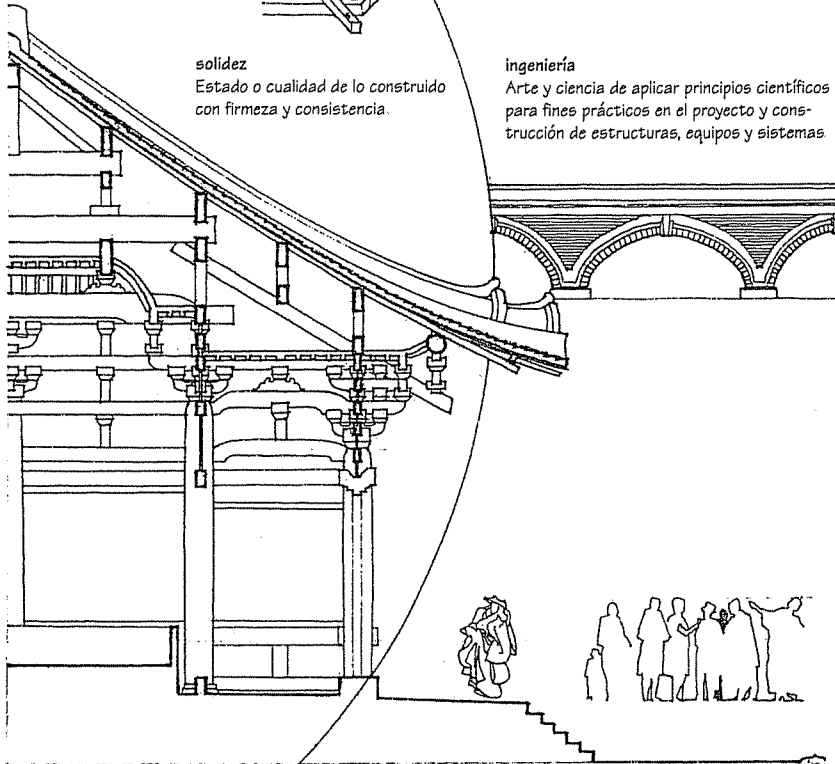 solidez
Estado o cualidad de lo construido
con firmeza y consistencia.
ingeniería
Arte y ciencia de aplicar principios científicos
para fines prácticos en el proyecto y cons-
trucción de estructuras, equipos y sistemas.